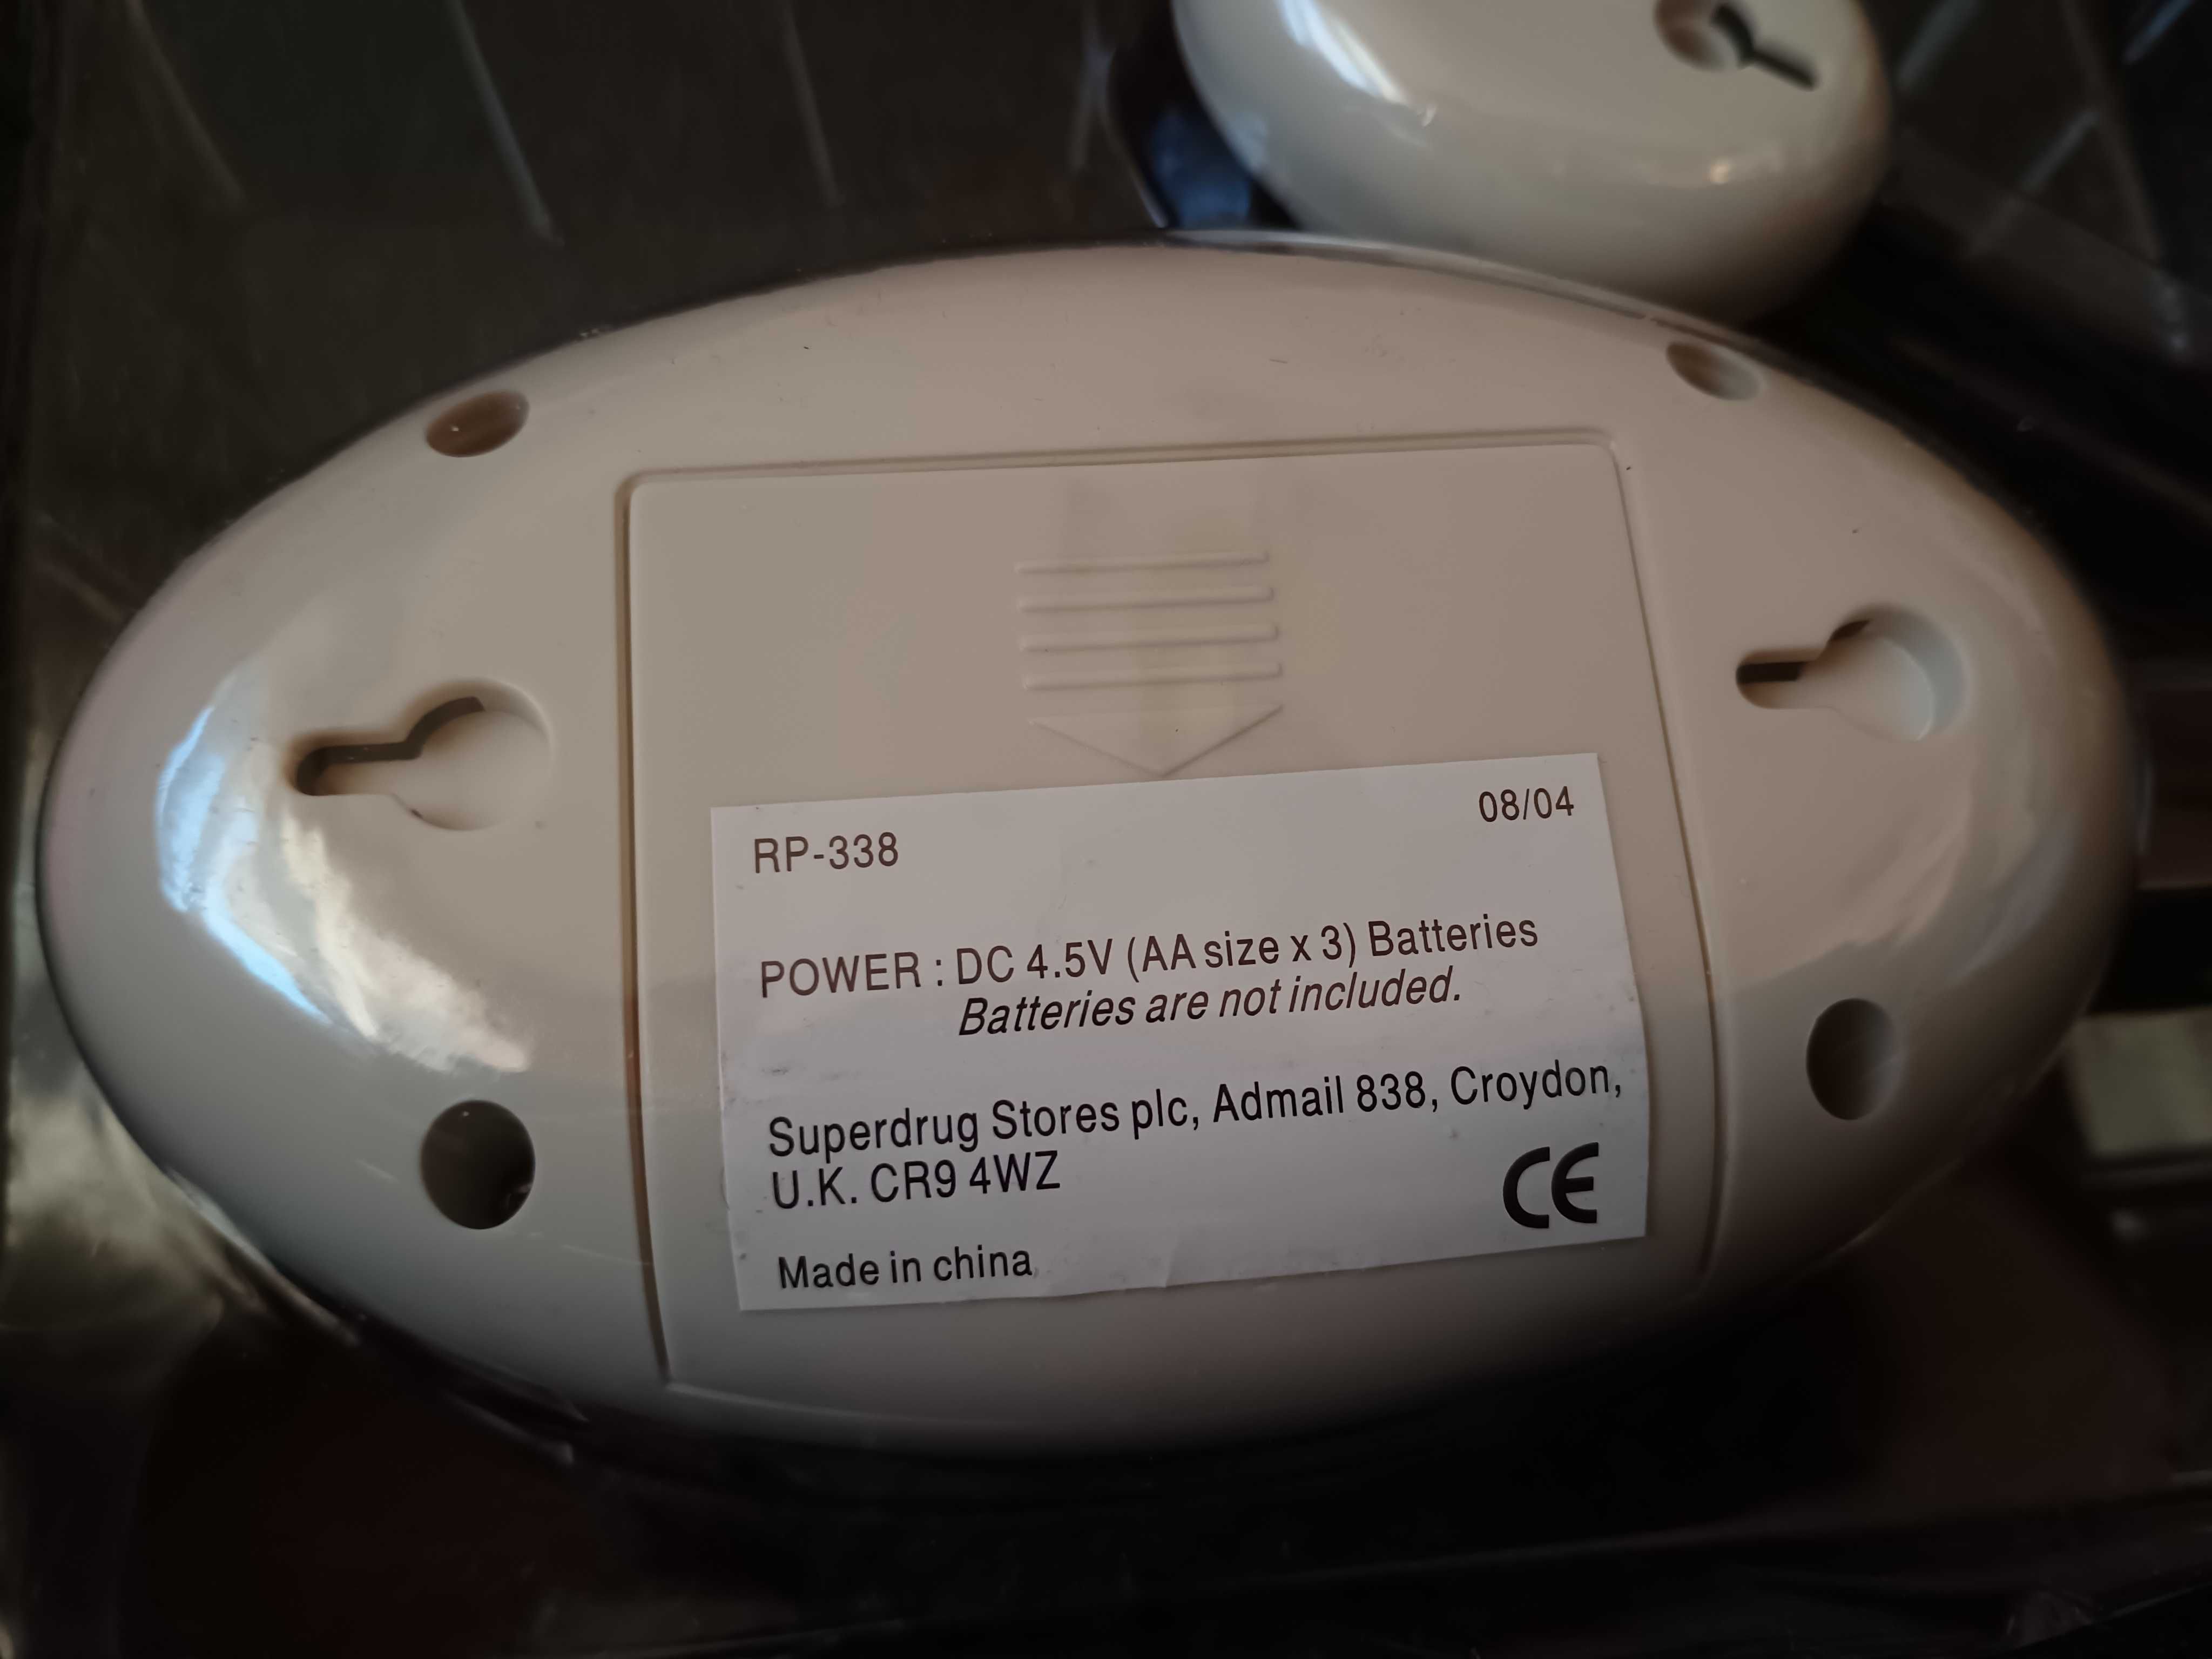 RP-338 08/04
POWER : DC 4.5V (AA size x 3) Batteries
Batteries are not included.
Superdrug Stores plc, Admail 838, Croydon,
U.K. CR9 4WZ
CE
Made in china